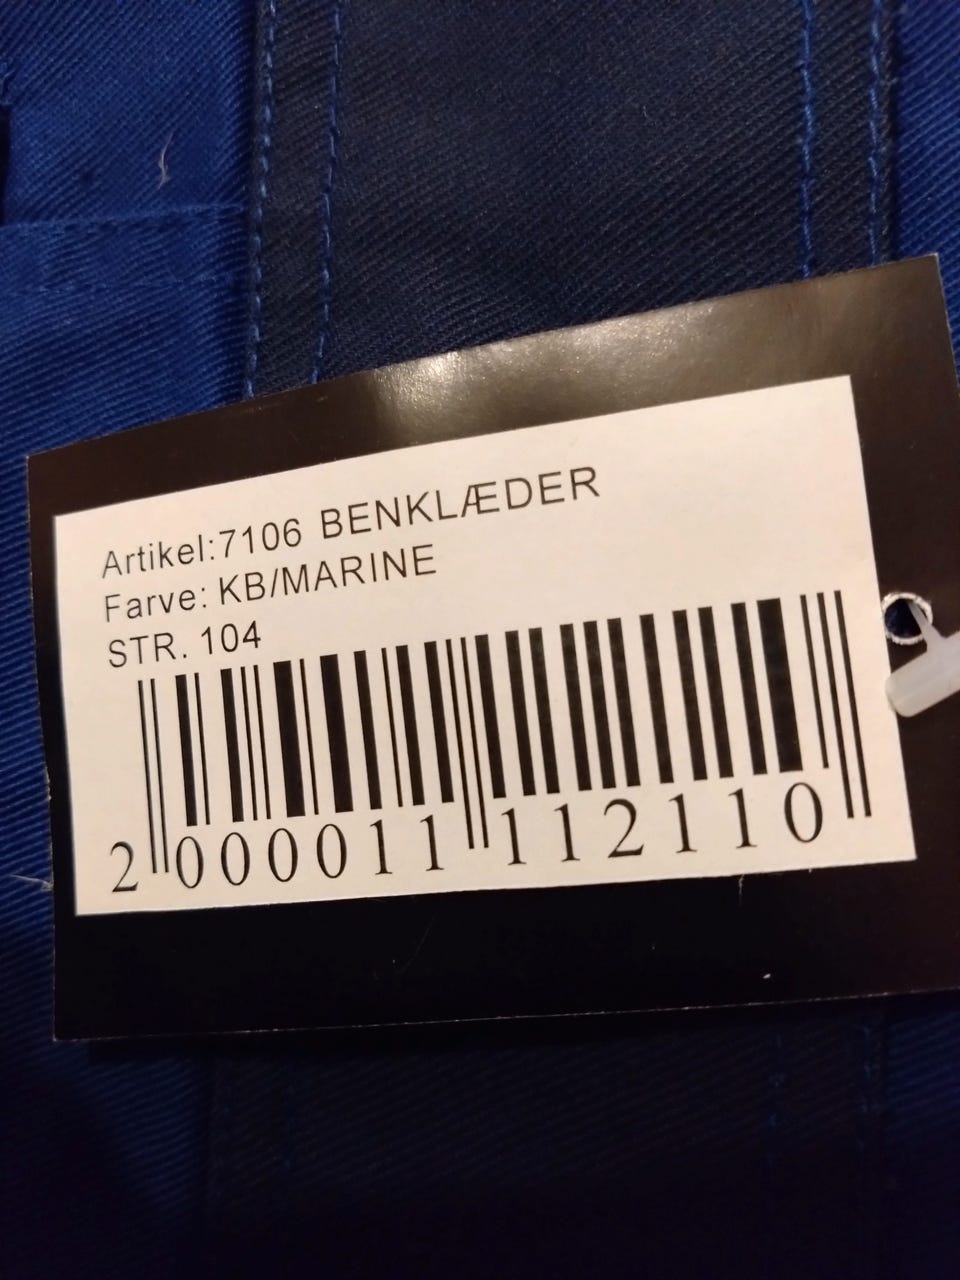 Artikel:7106 BENKLÆDER
Farve: KB/MARINE
STR. 104
2 000011 112110